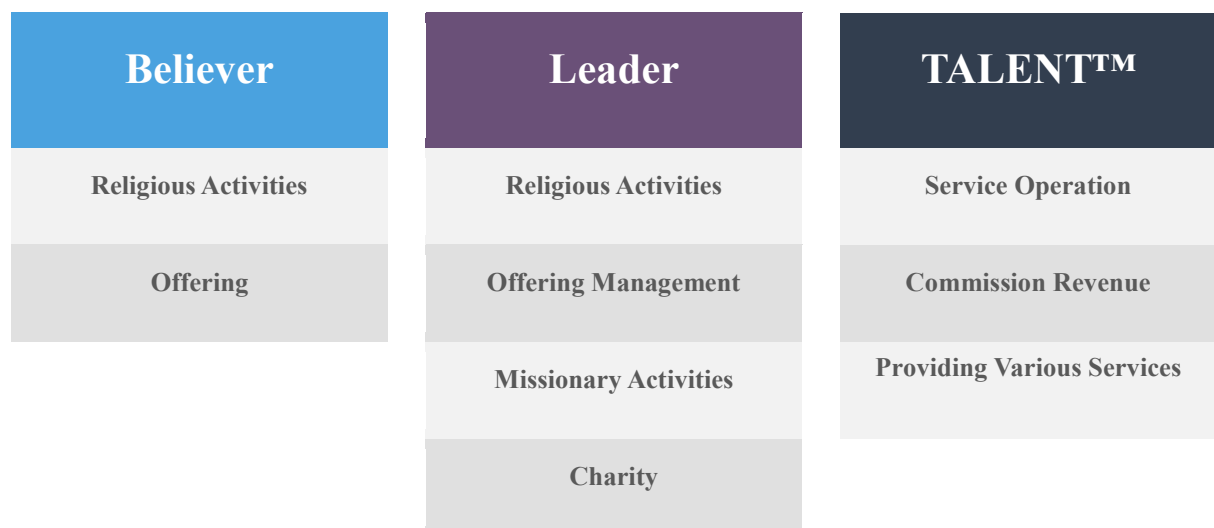 Believer
Religious Activities
Offering
Leader
Religious Activities
Offering Management
Missionary Activities
Charity
TALENT™
Service Operation
Commission Revenue
Providing Various Services